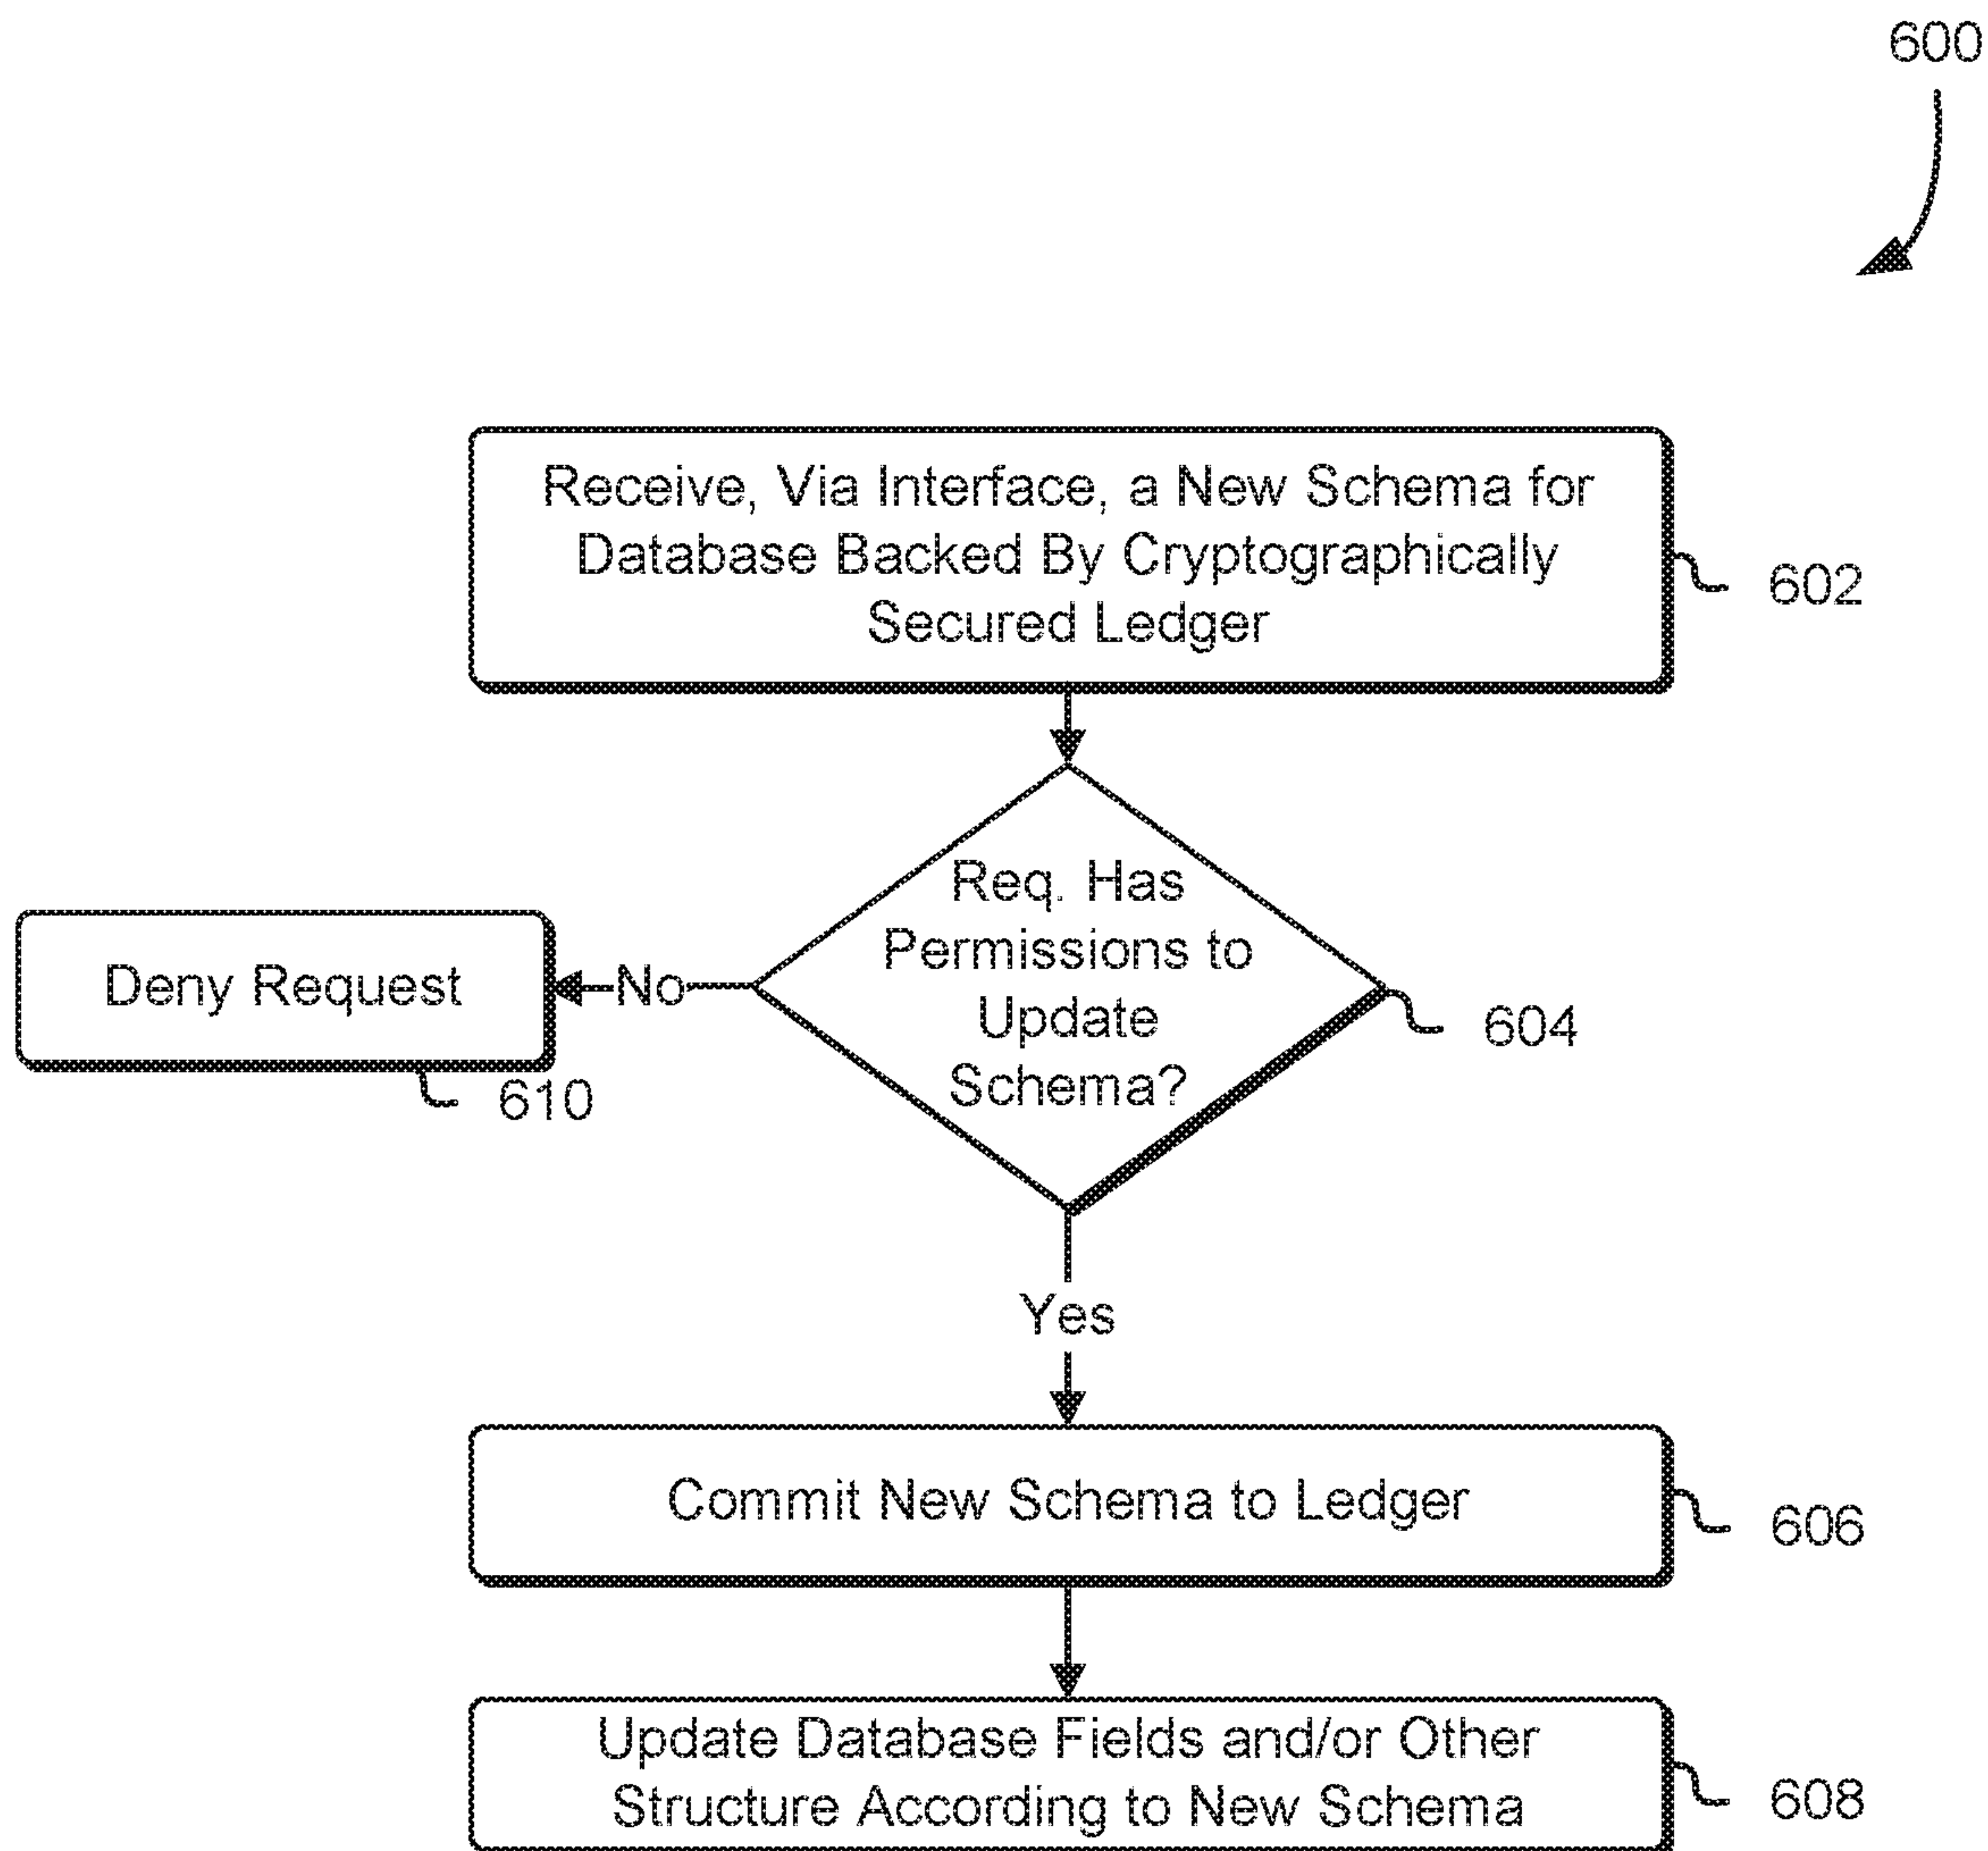 600
Receive, Via Interface, a New Schema for
Database Backed By Cryptographically
Secured Ledger
602
Req. Has
Permissions to
Update
Schema?
604
No
Deny Request
610
Yes
Commit New Schema to Ledger
606
Update Database Fields and/or Other
Structure According to New Schema
608